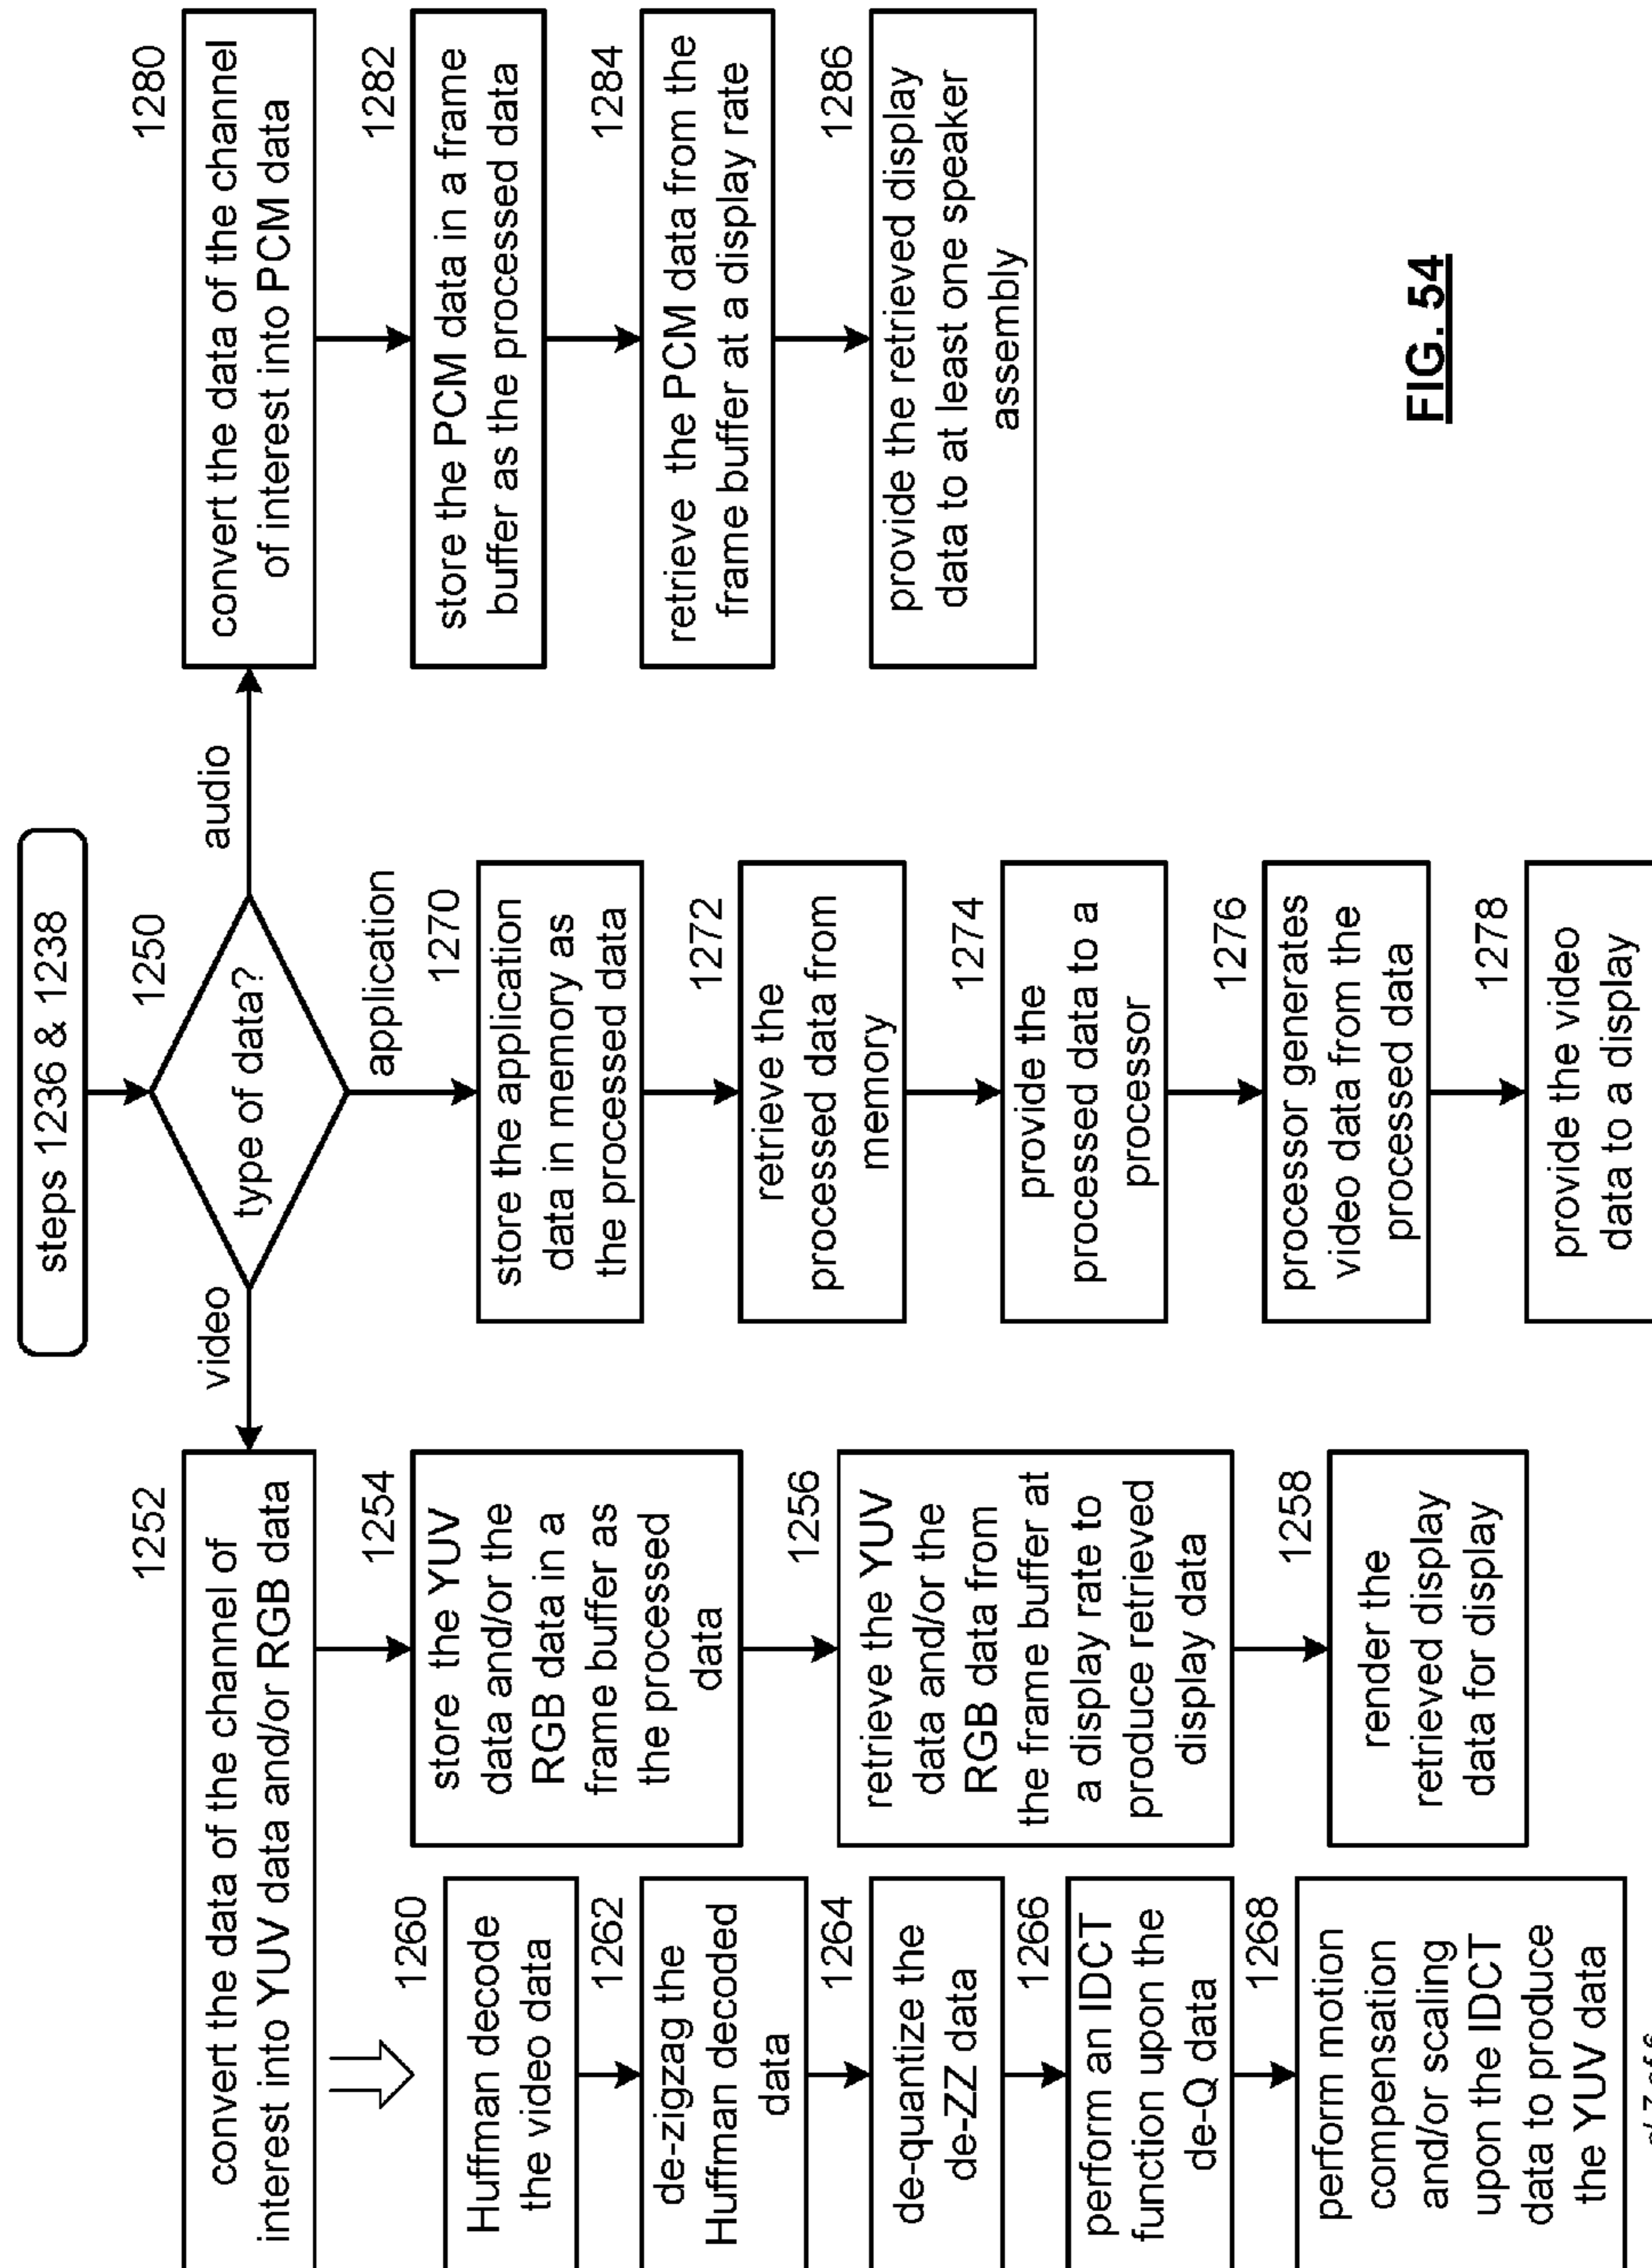 steps 1236 & 1238
1250
type of data?
video
application
audio
1252
convert the data of the channel of
interest into YUV data and/or RGB data
1254
store the YUV
data and/or the
RGB data in a
frame buffer as
the processed
data
1256
retrieve the YUV
data and/or the
RGB data from
the frame buffer at
a display rate to
produce retrieved
display data
1258
render the
retrieved display
data for display
1260
Huffman decode
the video data
1262
de-zigzag the
Huffman decoded
data
1264
de-quantize the
de-ZZ data
1266
perform an IDCT
function upon the
de-Q data
1268
perform motion
compensation
and/or scaling
upon the IDCT
data to produce
the YUV data
1270
store the application
data in memory as
the processed data
1272
retrieve the
processed data from
memory
1274
provide the
processed data to a
processor
1276
processor generates
video data from the
processed data
1278
provide the video
data to a display
1280
convert the data of the channel
of interest into PCM data
1282
store the PCM data in a frame
buffer as the processed data
1284
retrieve the PCM data from the
frame buffer at a display rate
1286
provide the retrieved display
data to at least one speaker
assembly
FIG. 54